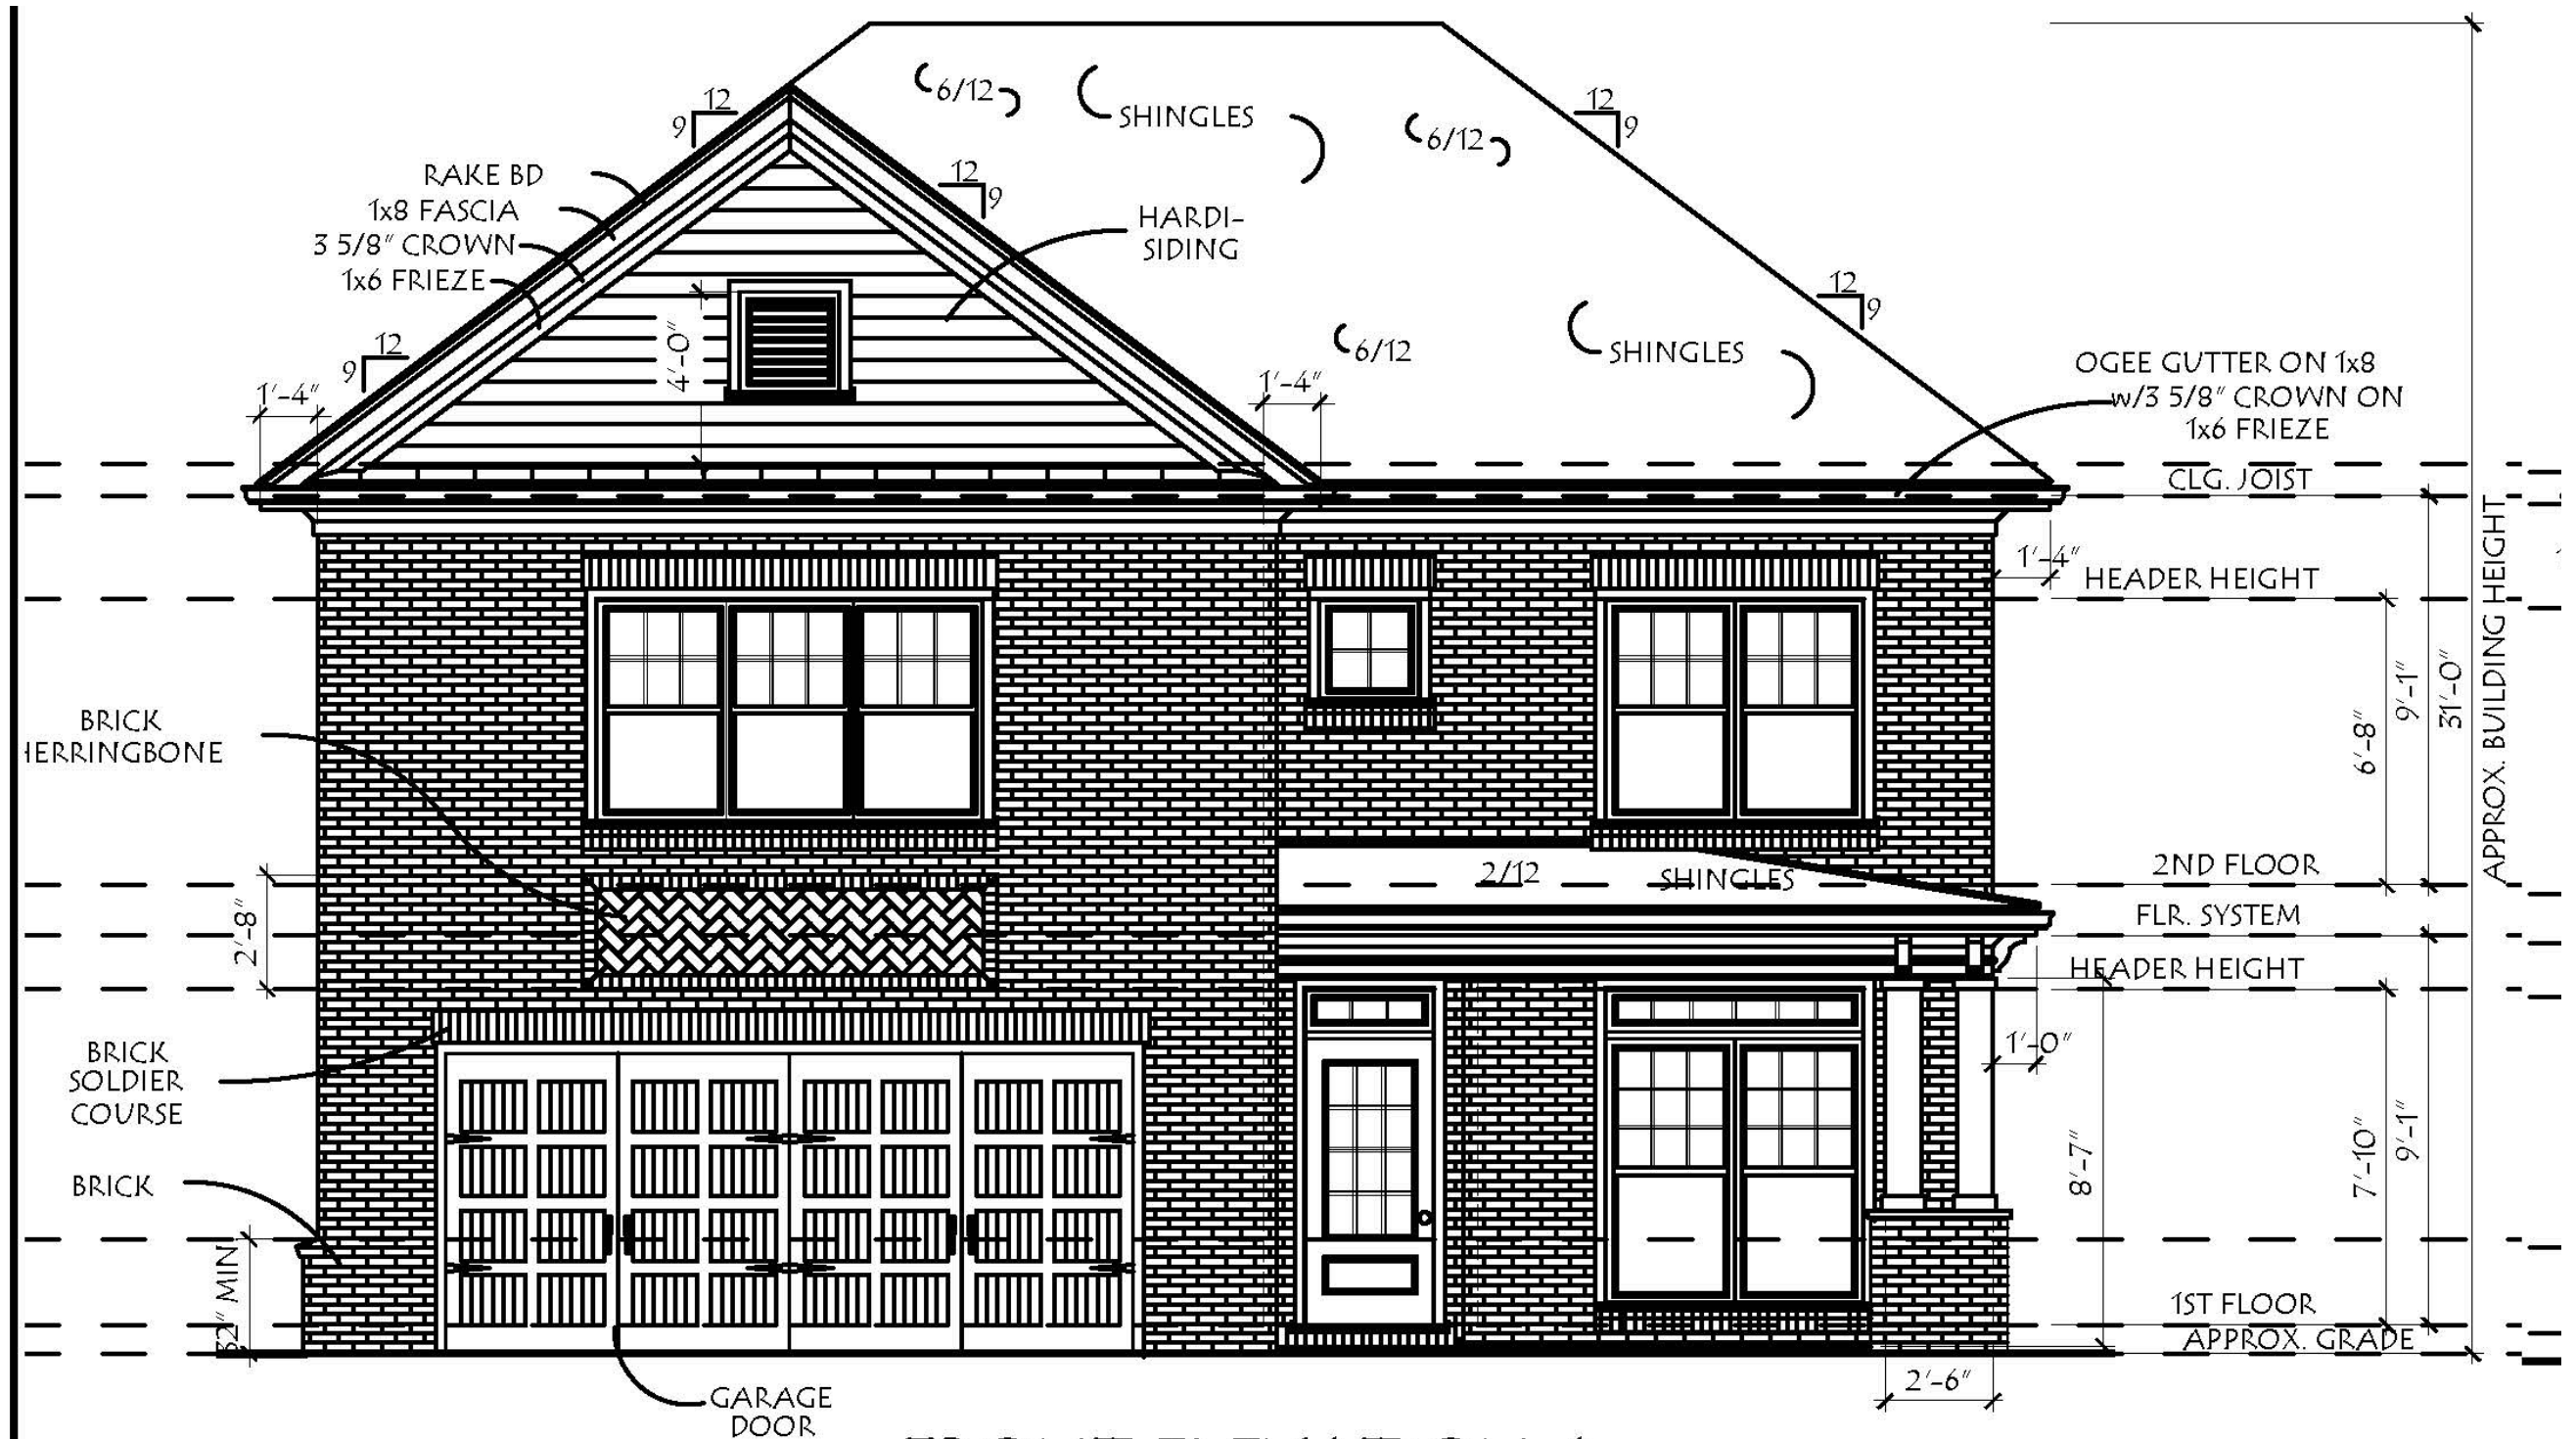 12
9
6/12
SHINGLES
6/12
12
9
RAKE BD
1x8 FASCIA
3 5/8" CROWN
1x6 FRIEZE
12
9
HARDI-
SIDING
12
9
1'-4"
4'-0"
1'-4"
6/12
SHINGLES
12
9
OGEE GUTTER ON 1x8
w/3 5/8" CROWN ON
1x6 FRIEZE
CLG. JOIST
1'-4"
HEADER HEIGHT
6'-8"
9'-1"
31'-0"
APPROX. BUILDING HEIGHT
BRICK
HERRINGBONE
2'-8"
2/12
SHINGLES
2ND FLOOR
FLR. SYSTEM
HEADER HEIGHT
1'-0"
BRICK
SOLDIER
COURSE
BRICK
32" MIN
8'-7"
7'-10"
9'-1"
1ST FLOOR
APPROX. GRADE
2'-6"
GARAGE
DOOR